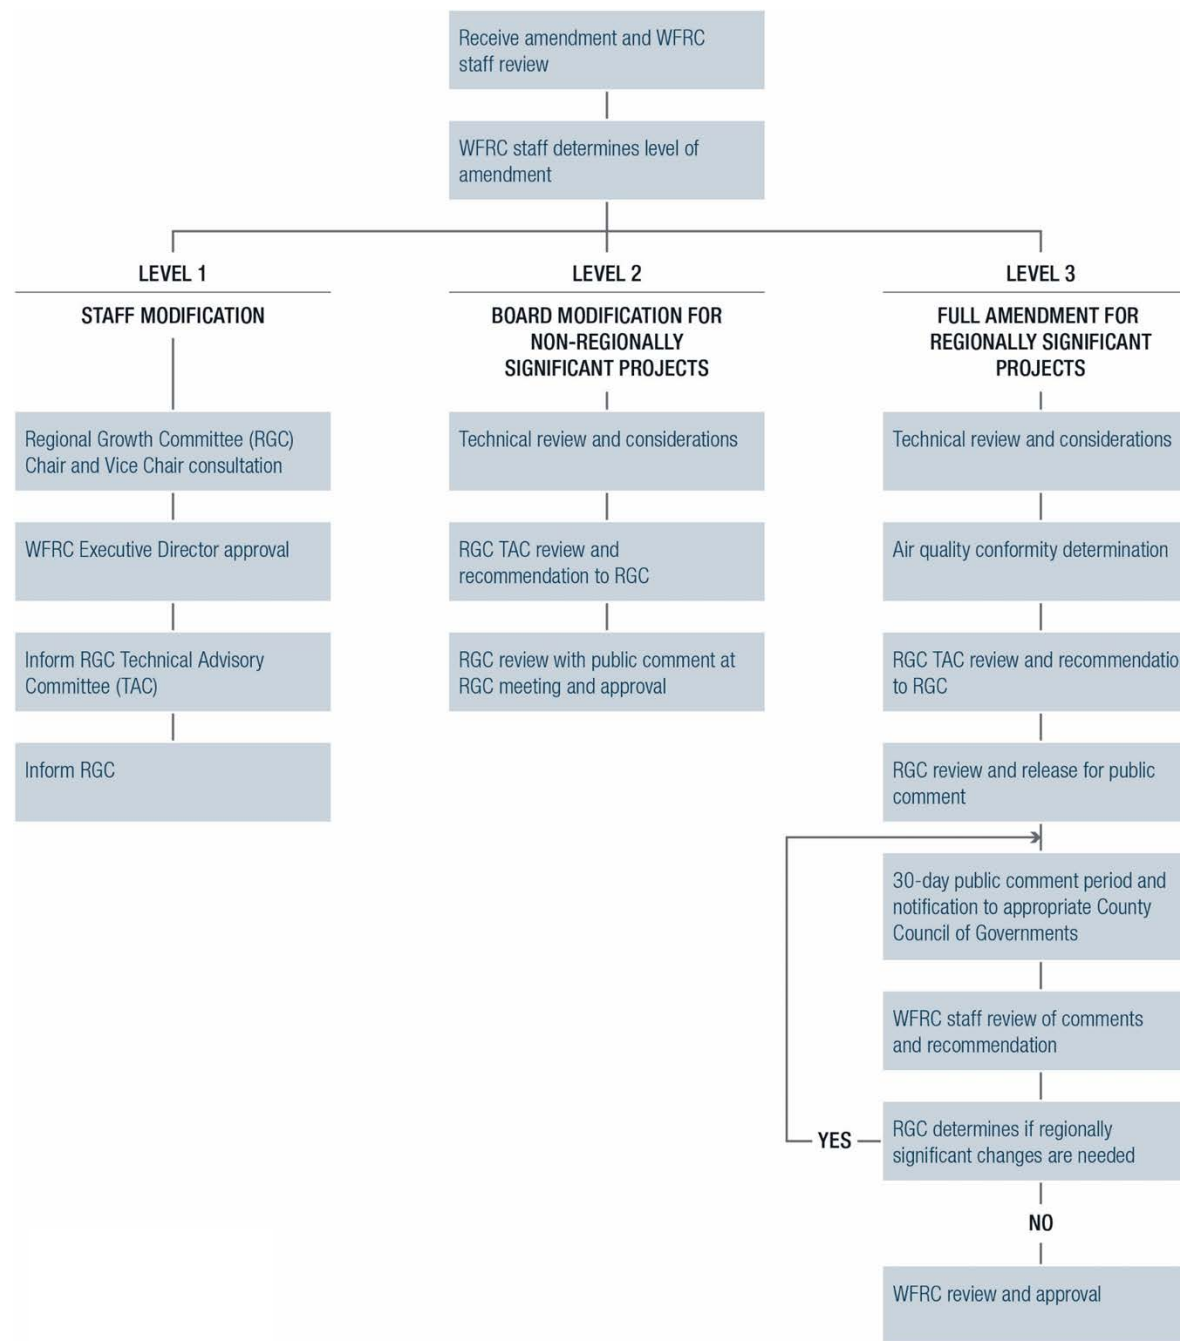 Receive amendment and WFRC
staff review
WFRC staff determines level of
amendment
LEVEL 1
STAFF MODIFICATION
Regional Growth Committee (RGC)
Chair and Vice Chair consultation
WFRC Executive Director approval
Inform RGC Technical Advisory
Committee (TAC)
Inform RGC
LEVEL 2
BOARD MODIFICATION FOR
NON-REGIONALLY
SIGNIFICANT PROJECTS
Technical review and considerations
RGC TAC review and
recommendation to RGC
RGC review with public comment at
RGC meeting and approval
LEVEL 3
FULL AMENDMENT FOR
REGIONALLY SIGNIFICANT
PROJECTS
Technical review and considerations
Air quality conformity determination
RGC TAC review and recommendatio
to RGC
RGC review and release for public
comment
30-day public comment period and
notification to appropriate County
Council of Governments
WFRC staff review of comments
and recommendation
RGC determines if regionally
significant changes are needed
YES
NO
WFRC review and approval